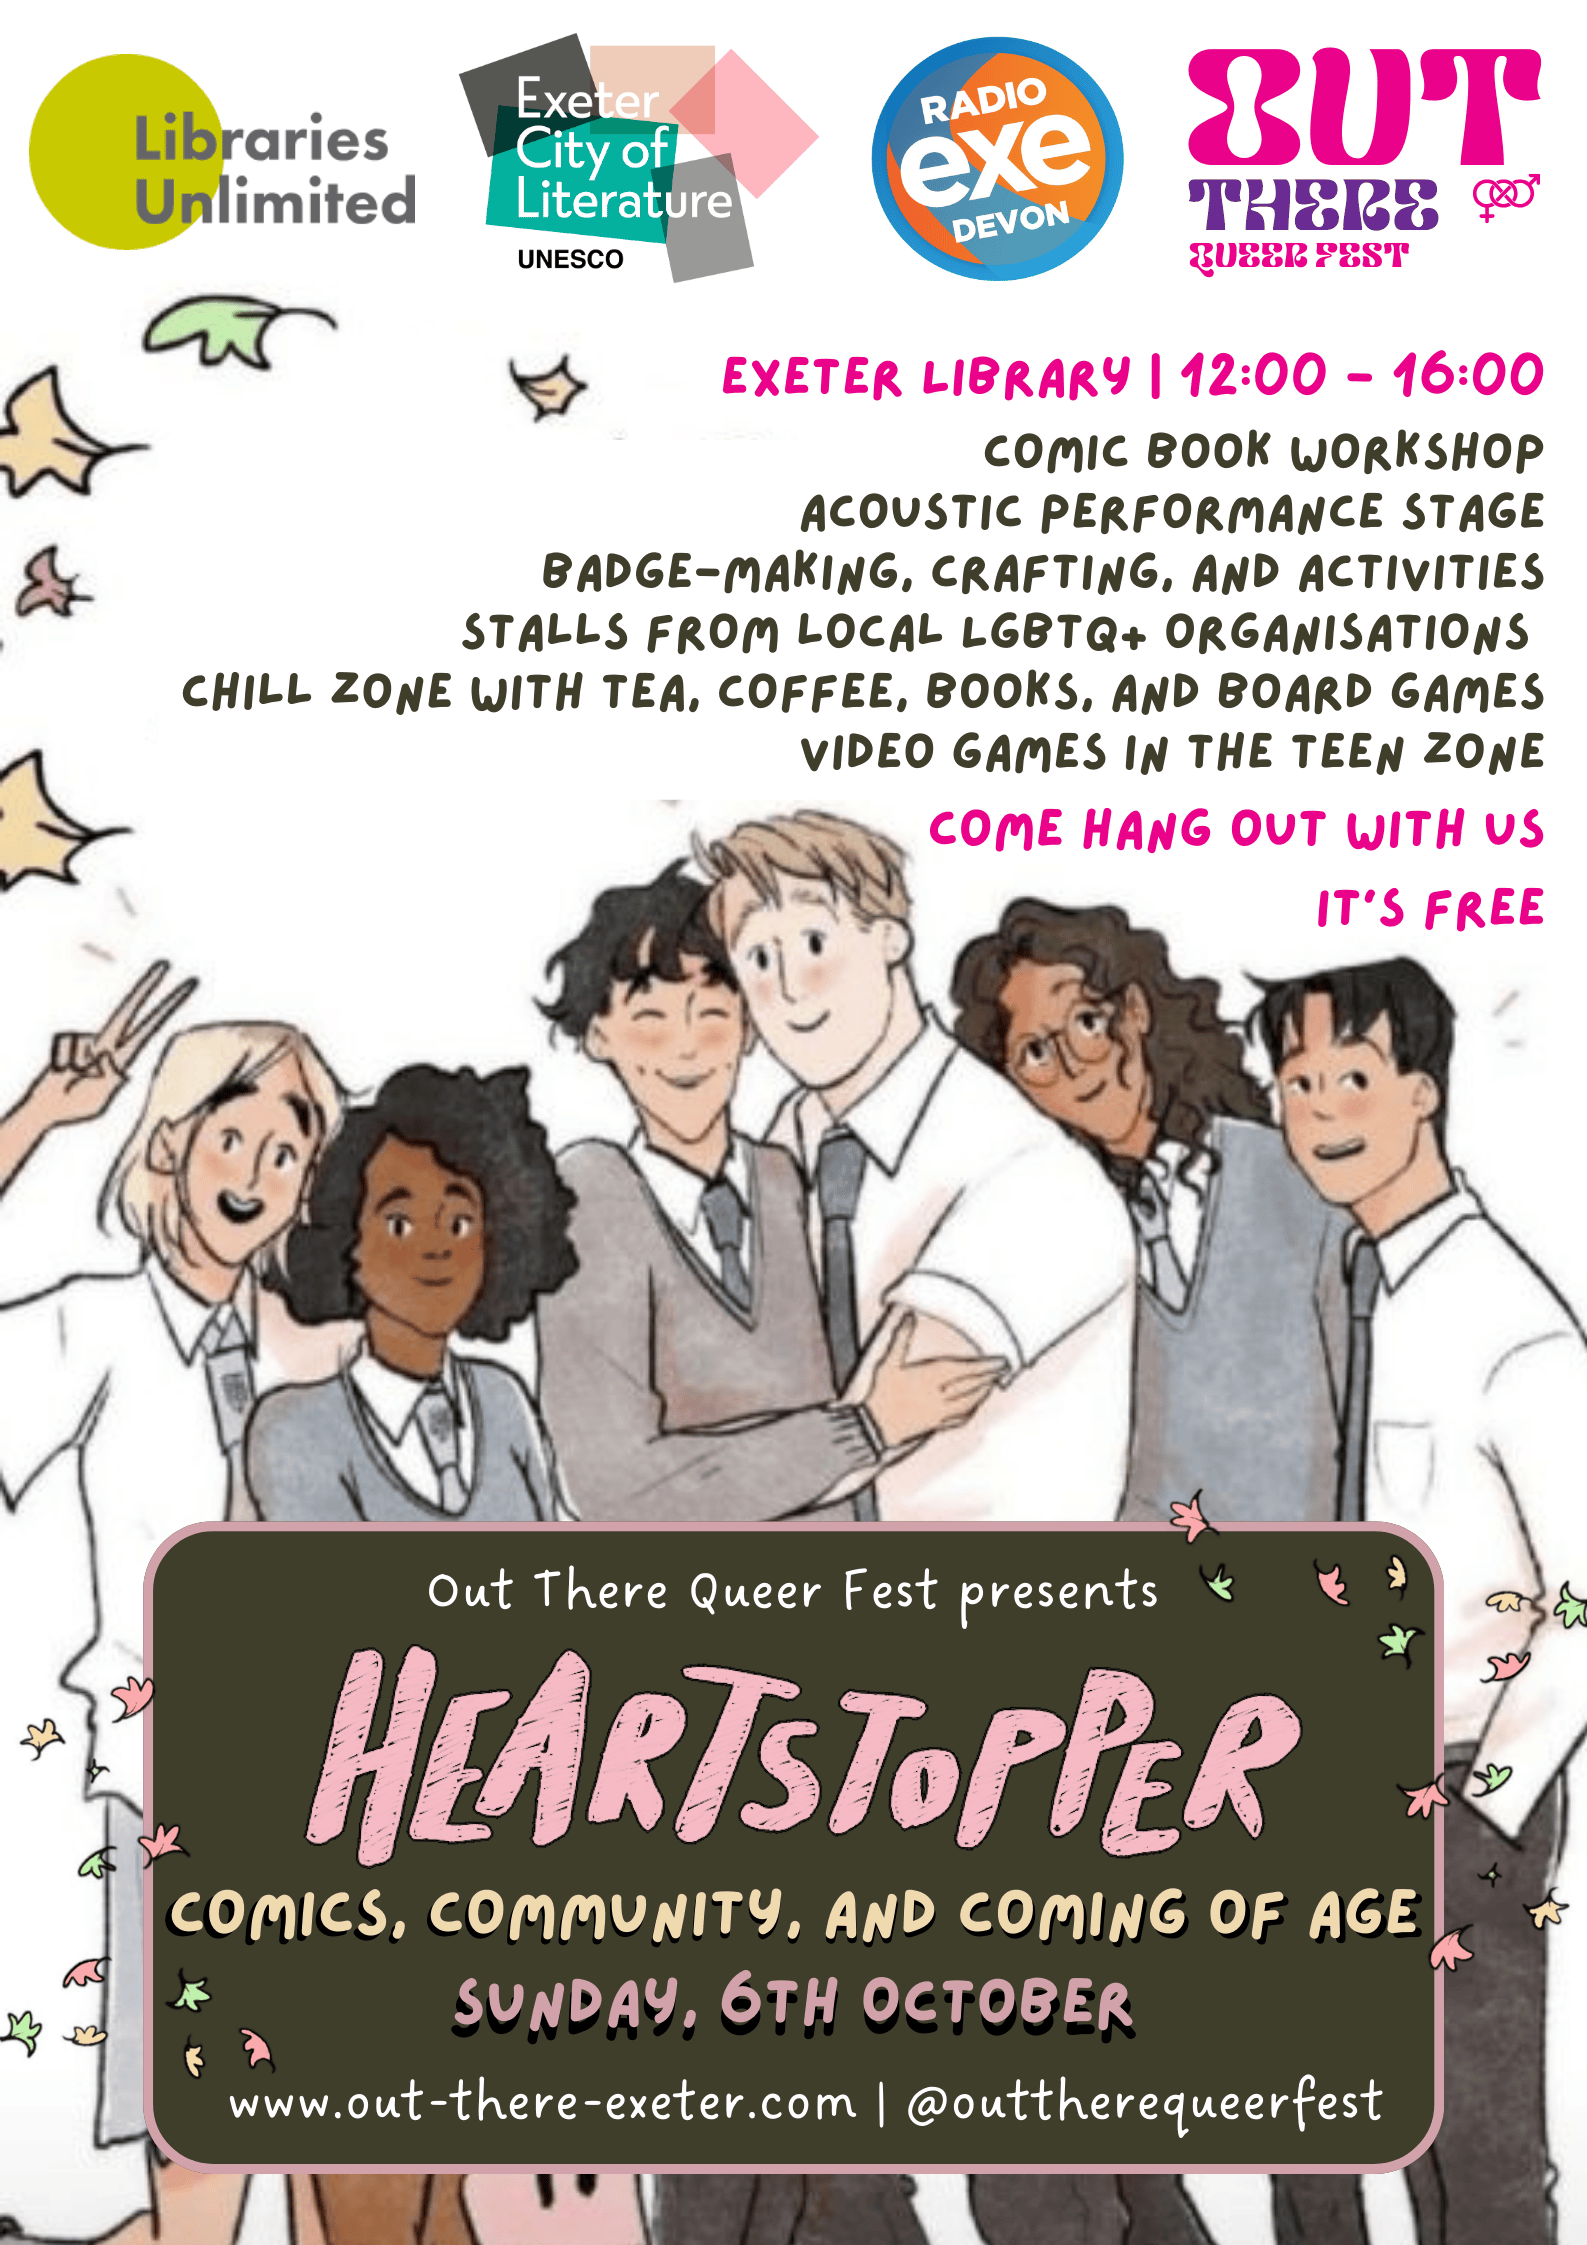 Libraries
Unlimited
Exeter
City of
Literature
UNESCO
RADIO
exe
DEVON
OUT
THERE
QUEER FEST
EXETER LIBRARY | 12:00 - 16:00
COMIC BOOK WORKSHOP
ACOUSTIC PERFORMANCE STAGE
BADGE-MAKING, CRAFTING, AND ACTIVITIES
STALLS FROM LOCAL LGBTQ+ ORGANISATIONS
CHILL ZONE WITH TEA, COFFEE, BOOKS, AND BOARD GAMES
VIDEO GAMES IN THE TEEN ZONE
COME HANG OUT WITH US
IT'S FREE
Out There Queer Fest presents
HEARTSTOPPER
COMICS, COMMUNITY, AND COMING OF AGE
SUNDAY, 6TH OCTOBER
www.out-there-exeter.com | @outtherequeerfest